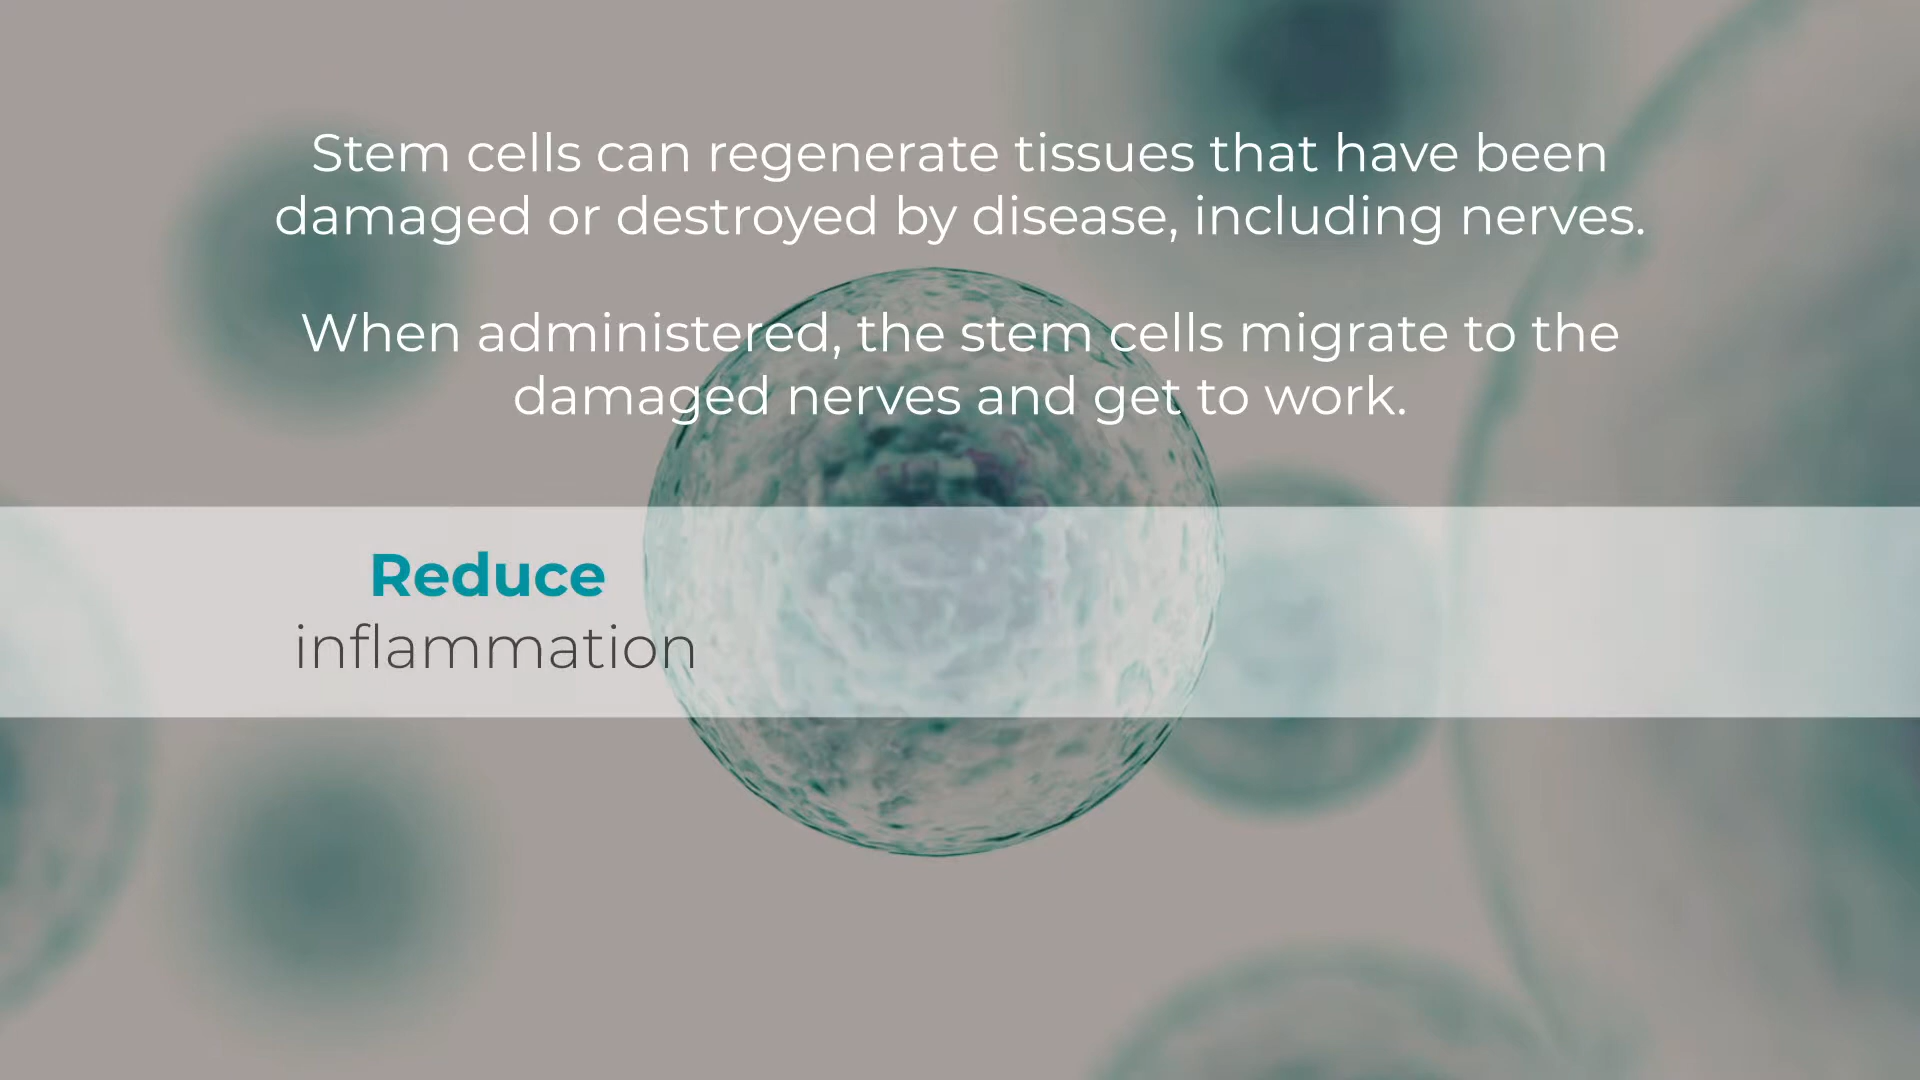 Stem cells can regenerate tissues that have been
damaged or destroyed by disease, including nerves.
When administered, the stem cells migrate to the
damaged nerves and get to work.
Reduce
inflammation